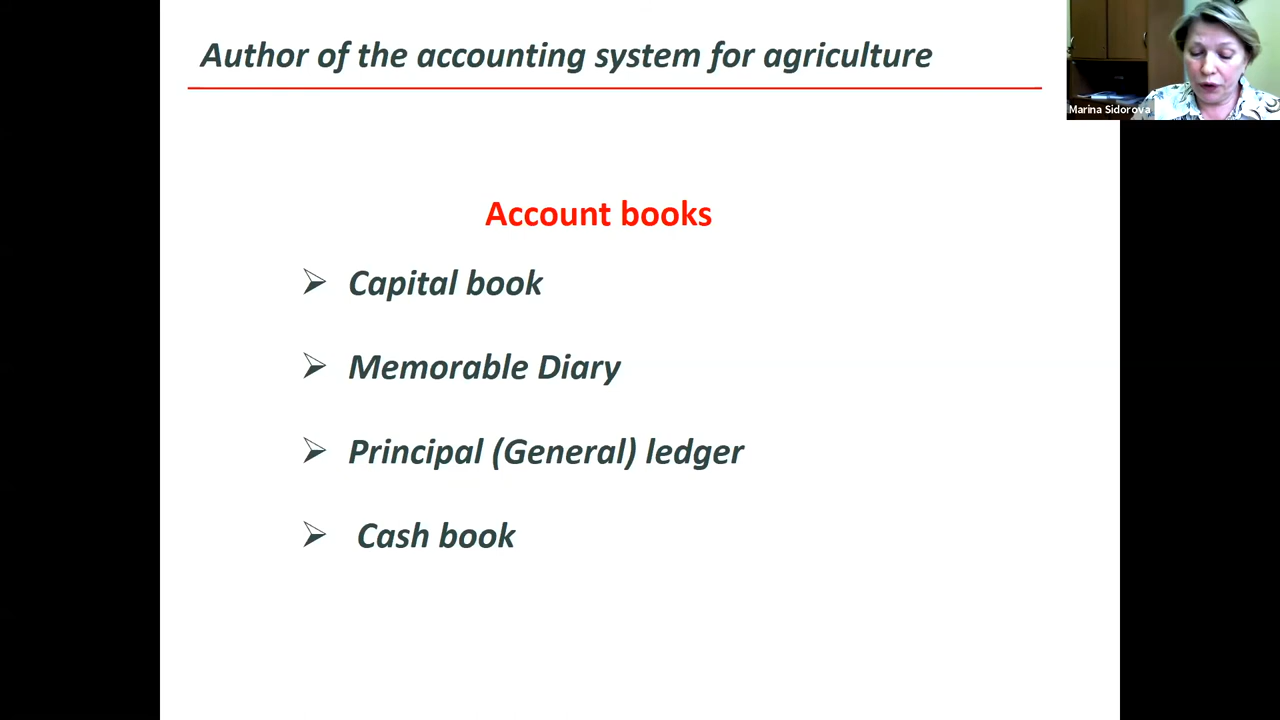 Author of the accounting system for agriculture
Marina Sidorova
Account books
Capital book
Memorable Diary
Principal (General) ledger
Cash book